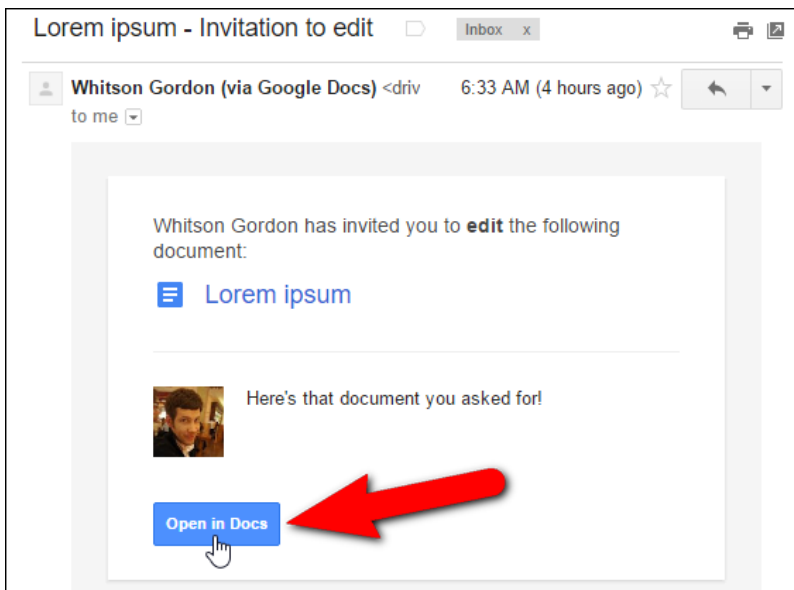 Lorem ipsum - Invitation to edit Inbox x
Whitson Gordon (via Google Docs) <driv 6:33 AM (4 hours ago)
to me
Whitson Gordon has invited you to edit the following
document:
Lorem ipsum
Here's that document you asked for!
Open in Docs